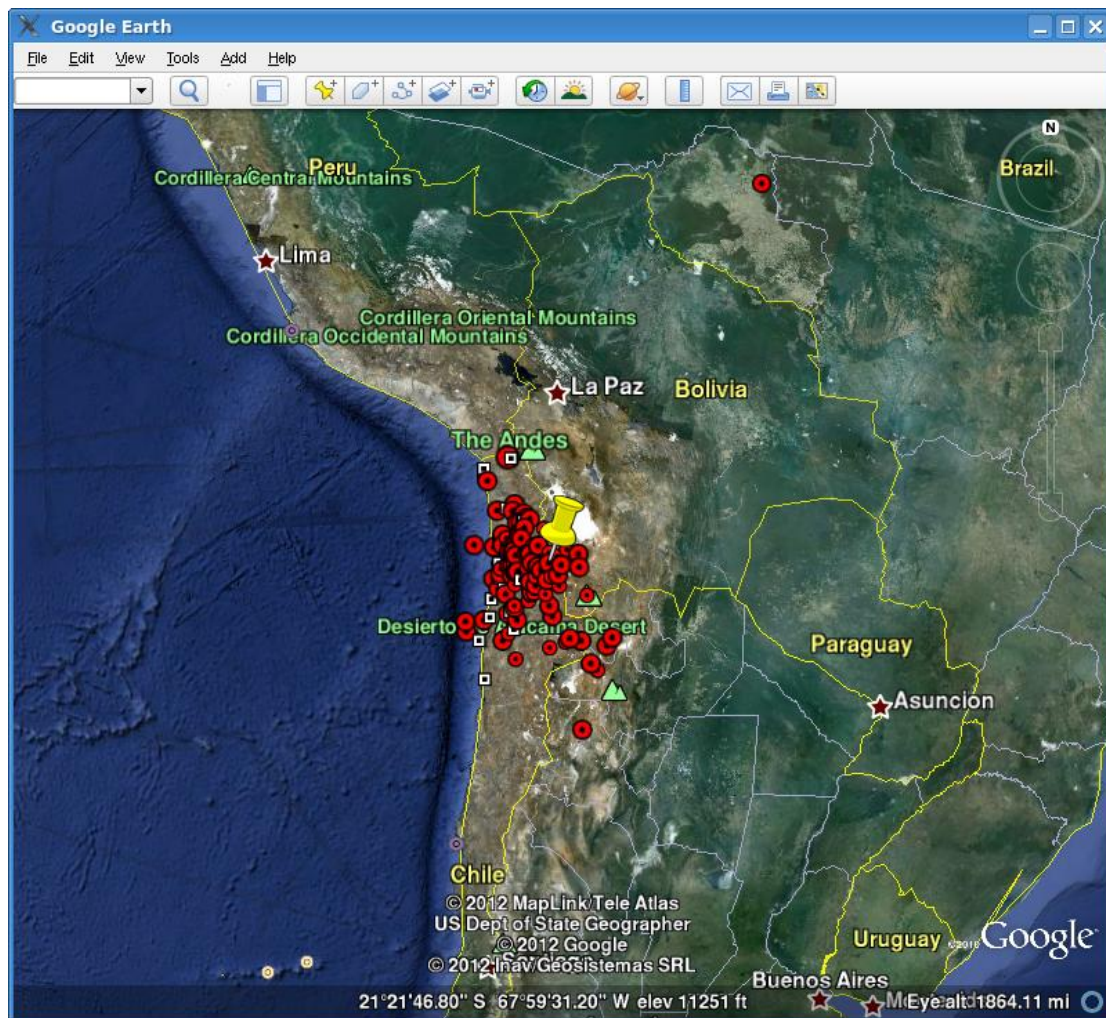 Google Earth
File Edit View Tools Add Help
N
Peru
Brazil
Cordillera Central Mountains
Lima
Cordillera Oriental Mountains
Cordillera Occidental Mountains
La Paz
Bolivia
The Andes
Desierto Atacama Desert
Paraguay
Asuncion
Chile
© 2012 MapLink/Tele Atlas
US Dept of State Geographer
© 2012 Google
© 2012 Inav/Geosistemas SRL
Uruguay
©2010 Google
Buenos Aires
21°21'46.80" S 67°59'31.20" W elev 11251 ft
Eye alt 1864.11 mi